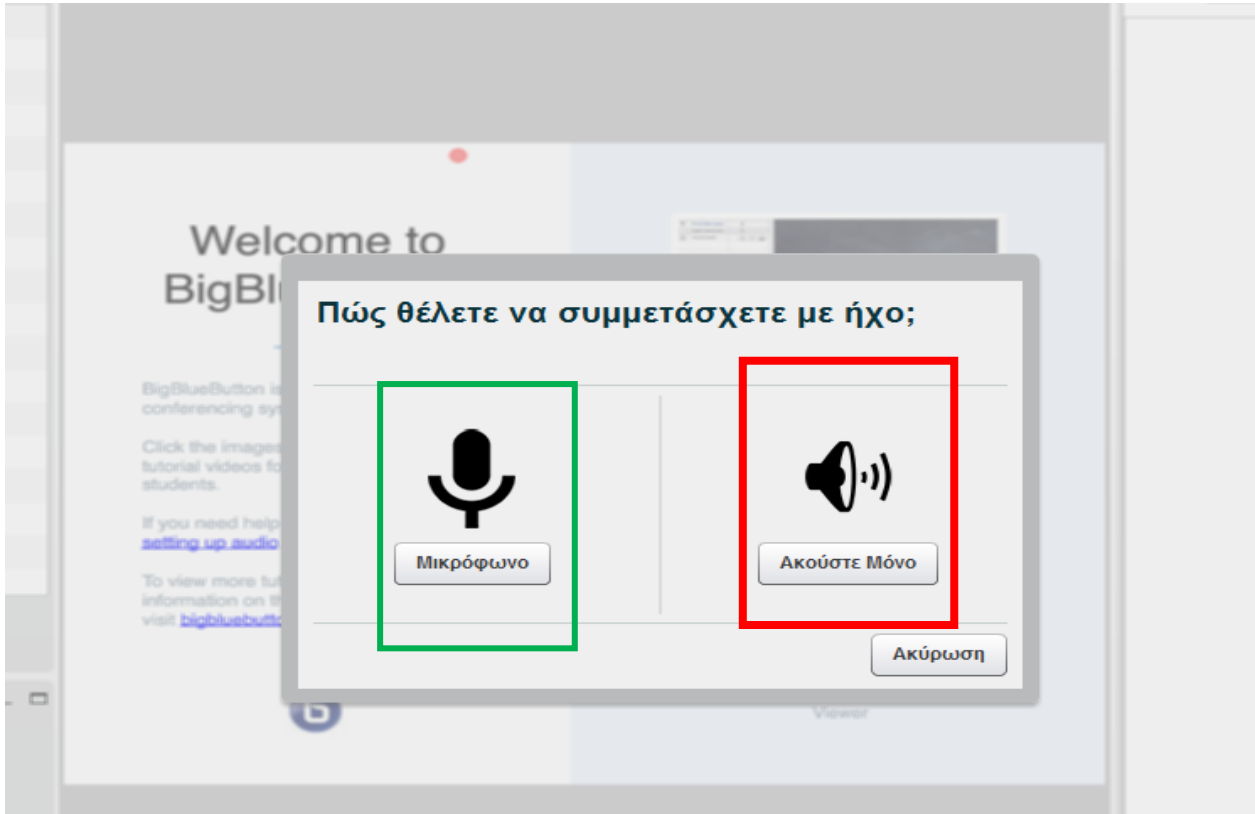 Welcome to
BigBl
Πώς θέλετε να συμμετάσχετε με ήχο;
BigBlueButton is
conferencing sys
Click the images
tutorial videos fo
students.
If you need help
setting up audio
To view more tut
information on th
visit bigbluebutto
Μικρόφωνο
Ακούστε Μόνο
Ακύρωση
Viewer